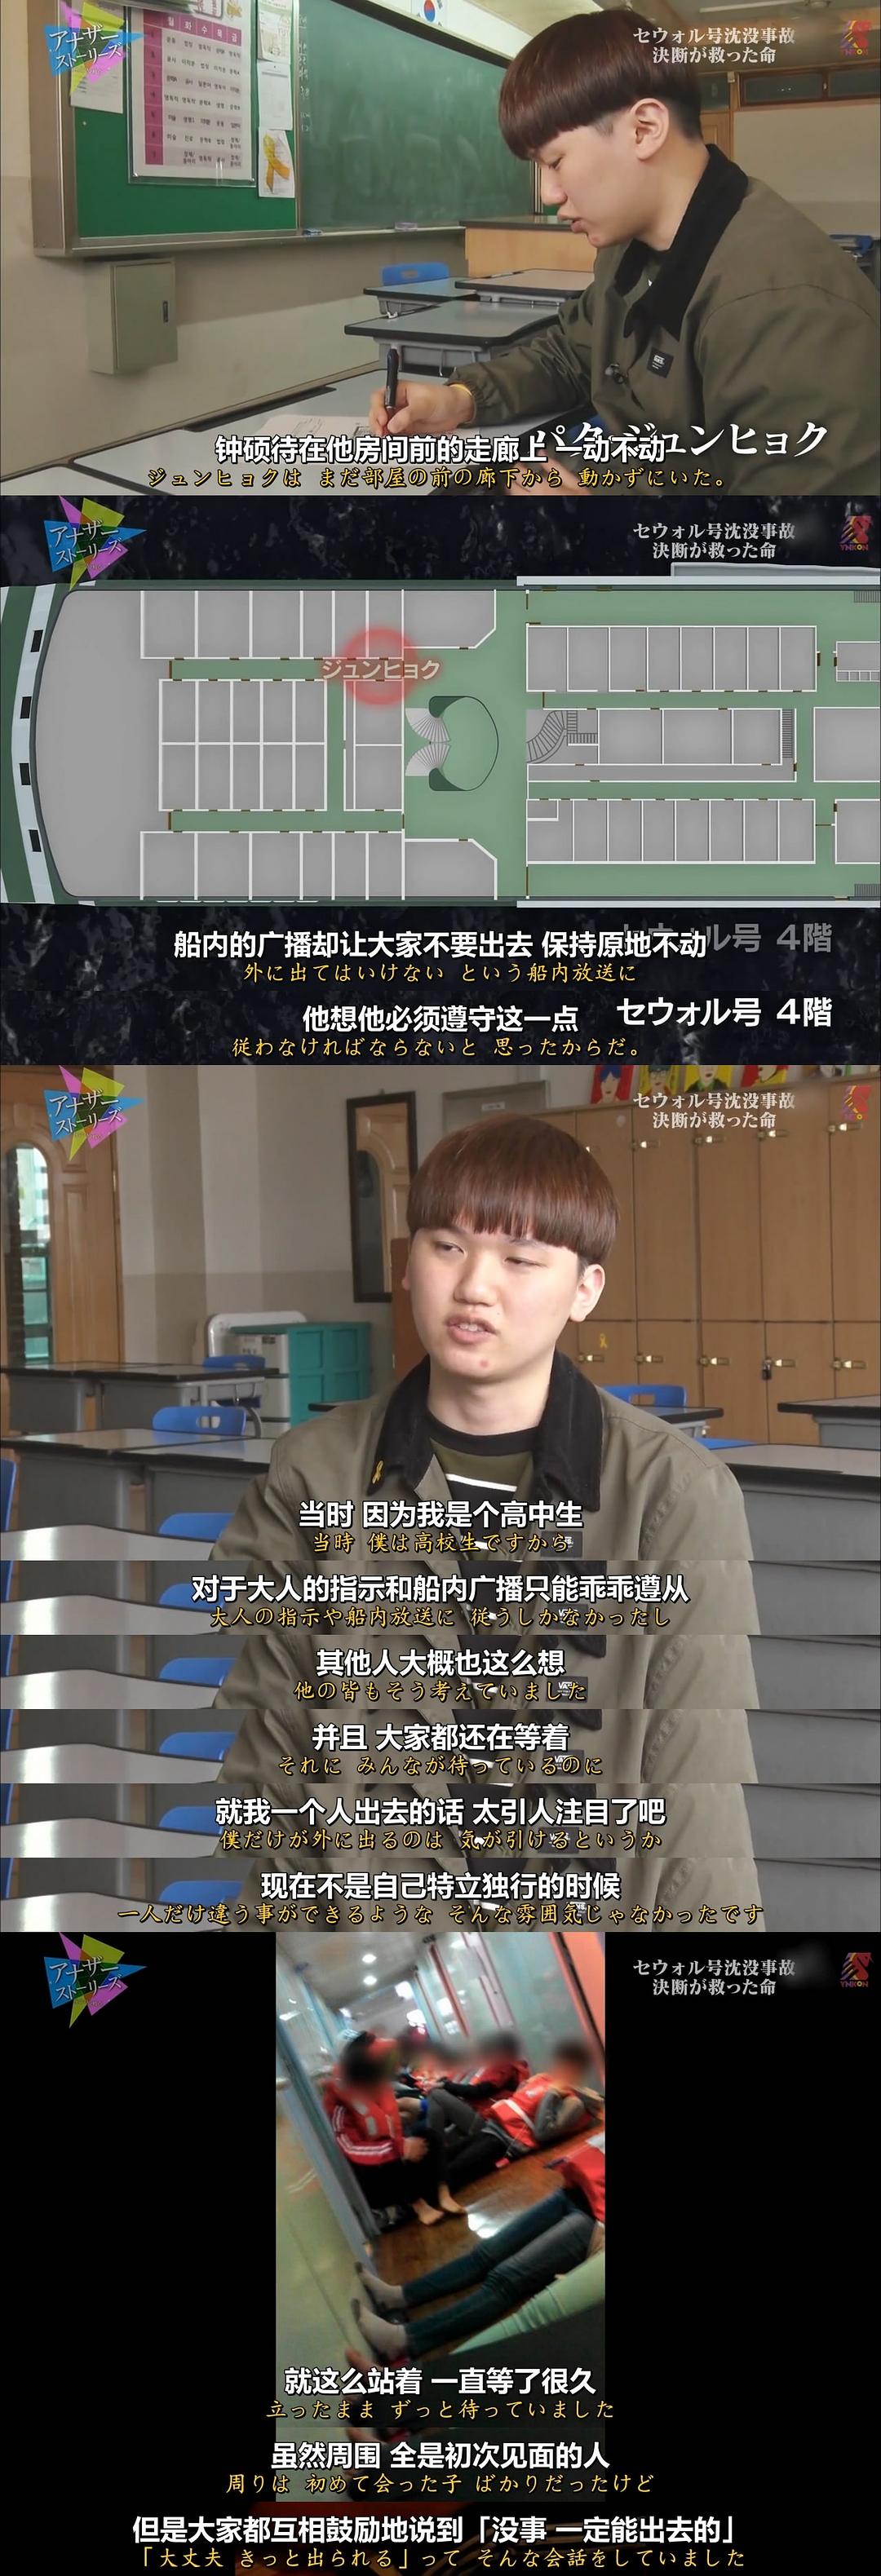 アナザー
ストーリーズ
セウォル号沈没事故
決断が救った命
월 화 수 목 금
钟硕待在他房间前的走廊上 一动不动
ジュンヒョクは まだ部屋の前の廊下から 動かずにいた。
アナザー
ストーリーズ
セウォル号沈没事故
決断が救った命
YNKON
ジュンヒョク
船内的广播却让大家不要出去 保持原地不动
外に出てはいけない という船内放送に
セウォル号 4階
他想他必须遵守这一点
従わなければならないと 思ったからだ。
アナザー
ストーリーズ
セウォル号沈没事故
決断が救った命
当时 因为我是个高中生
当時 僕は高校生ですから
对于大人的指示和船内广播只能乖乖遵从
大人の指示や船内放送に 従うしかなかったし
其他人大概也这么想
他の皆もそう考えていました
并且 大家都还在等着
それに みんなが待っているのに
就我一个人出去的话 太引人注目了吧
僕だけが外に出るのは 気が引けるというか
现在不是自己特立独行的时候
一人だけ違う事ができるような そんな雰囲気じゃなかったです
アナザー
ストーリーズ
セウォル号沈没事故
決断が救った命
YNKON
就这么站着 一直等了很久
立ったまま ずっと待っていました
虽然周围 全是初次见面的人
周りは 初めて会った子 ばかりだったけど
但是大家都互相鼓励地说到「没事 一定能出去的」
「大丈夫 きっと出られる」って そんな会話をしていました